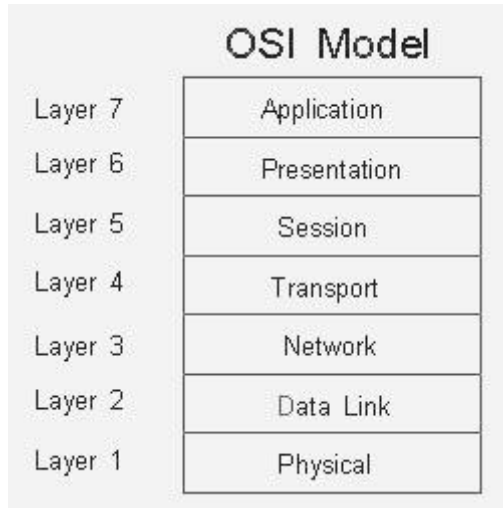 OSI Model
Layer 7 Application
Layer 6 Presentation
Layer 5 Session
Layer 4 Transport
Layer 3 Network
Layer 2 Data Link
Layer 1 Physical